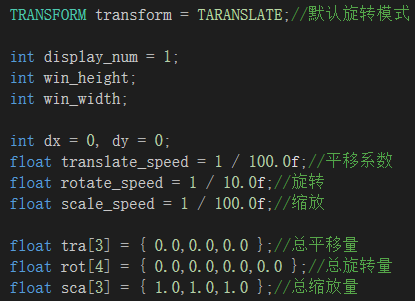 TRANSFORM transform = TARANSLATE;//默认旋转模式
int display_num = 1;
int win_height;
int win_width;
int dx = 0, dy = 0;
float translate_speed = 1 / 100.0f;//平移系数
float rotate_speed = 1 / 10.0f;//旋转
float scale_speed = 1 / 100.0f;//缩放
float tra[3] = { 0.0,0.0,0.0 };//总平移量
float rot[4] = { 0.0,0.0,0.0,0.0 };//总旋转量
float sca[3] = { 1.0,1.0,1.0 };//总缩放量